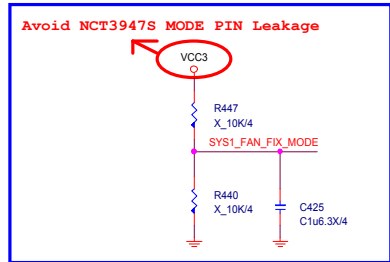 Avoid NCT3947S MODE PIN Leakage
VCC3
R447
X_10K/4
SYS1_FAN_FIX_MODE
R440
X_10K/4
C425
C1u6.3X/4